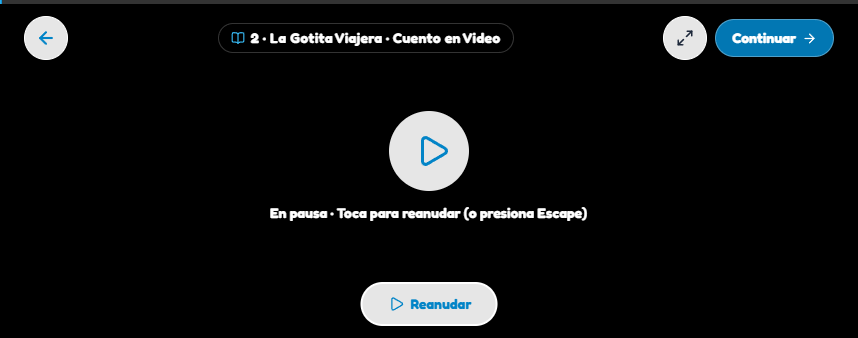 2 • La Gotita Viajera • Cuento en Video
Continuar
En pausa • Toca para reanudar (o presiona Escape)
Reanudar